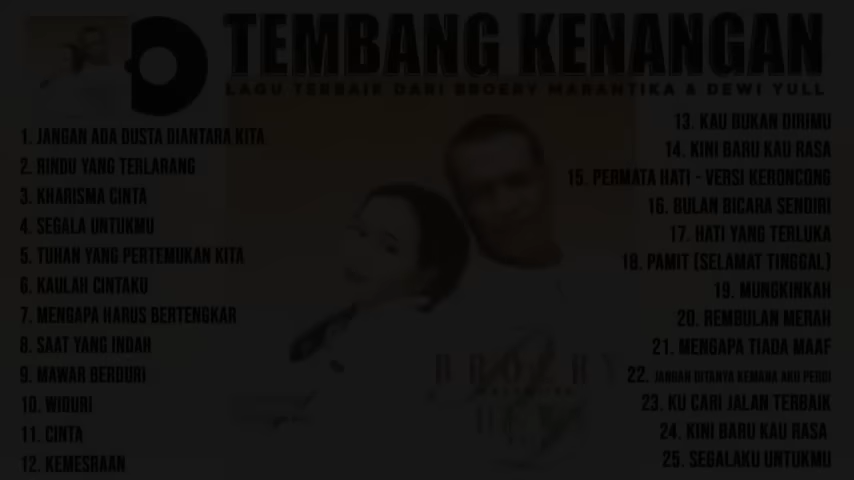 TEMBANG KENANGAN
LAGU TERBAIK DARI BROERY MARANTIKA & DEWI YULL
1. JANGAN ADA DUSTA DIANTARA KITA
2. RINDU YANG TERLARANG
3. KHARISMA CINTA
4. SEGALA UNTUKMU
5. TUHAN YANG PERTEMUKAN KITA
6. KAULAH CINTAKU
7. MENGAPA HARUS BERTENGKAR
8. SAAT YANG INDAH
9. MAWAR BERDURI
10. WIDURI
11. CINTA
12. KEMESRAAN
13. KAU BUKAN DIRIMU
14. KINI BARU KAU RASA
15. PERMATA HATI - VERSI KERONCONG
16. BULAN BICARA SENDIRI
17. HATI YANG TERLUKA
18. PAMIT (SELAMAT TINGGAL)
19. MUNGKINKAH
20. REMBULAN MERAH
21. MENGAPA TIADA MAAF
22. JANGAN DITANYA KEMANA AKU PERGI
23. KU CARI JALAN TERBAIK
24. KINI BARU KAU RASA
25. SEGALAKU UNTUKMU
BROERY